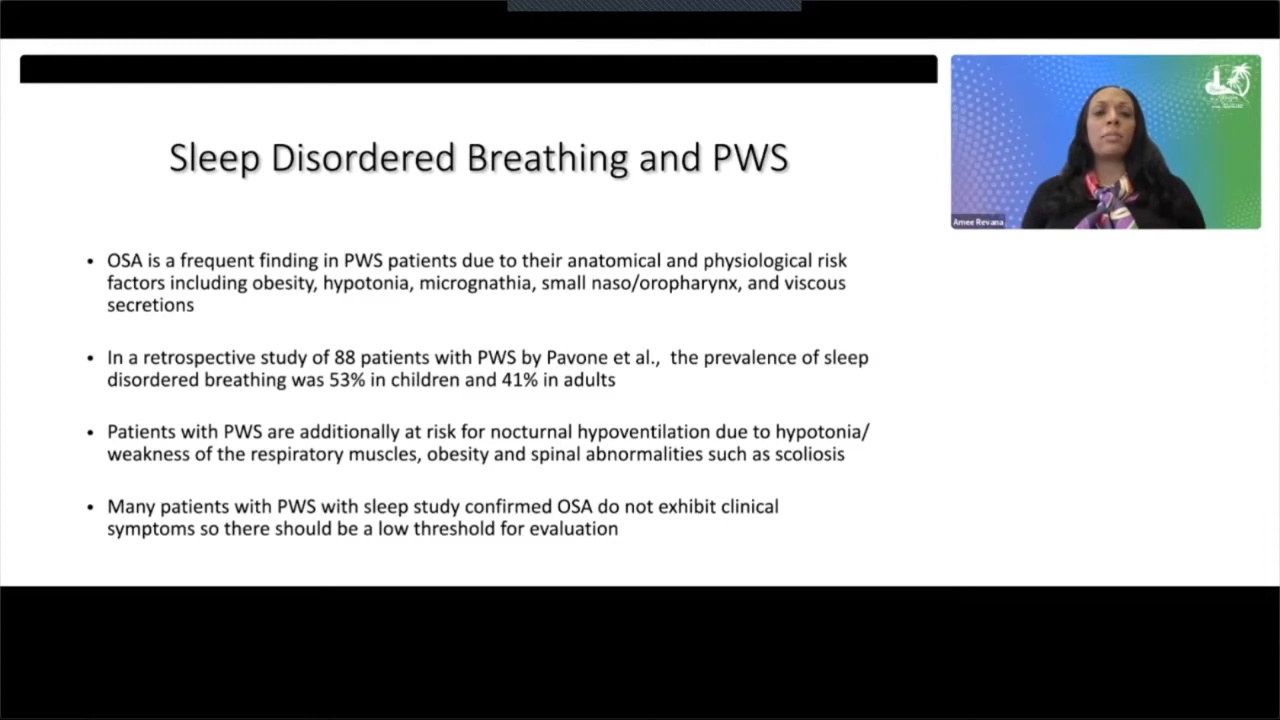 Sleep Disordered Breathing and PWS
• OSA is a frequent finding in PWS patients due to their anatomical and physiological risk
factors including obesity, hypotonia, micrognathia, small naso/oropharynx, and viscous
secretions
• In a retrospective study of 88 patients with PWS by Pavone et al., the prevalence of sleep
disordered breathing was 53% in children and 41% in adults
• Patients with PWS are additionally at risk for nocturnal hypoventilation due to hypotonia/
weakness of the respiratory muscles, obesity and spinal abnormalities such as scoliosis
• Many patients with PWS with sleep study confirmed OSA do not exhibit clinical
symptoms so there should be a low threshold for evaluation
Amee Revana